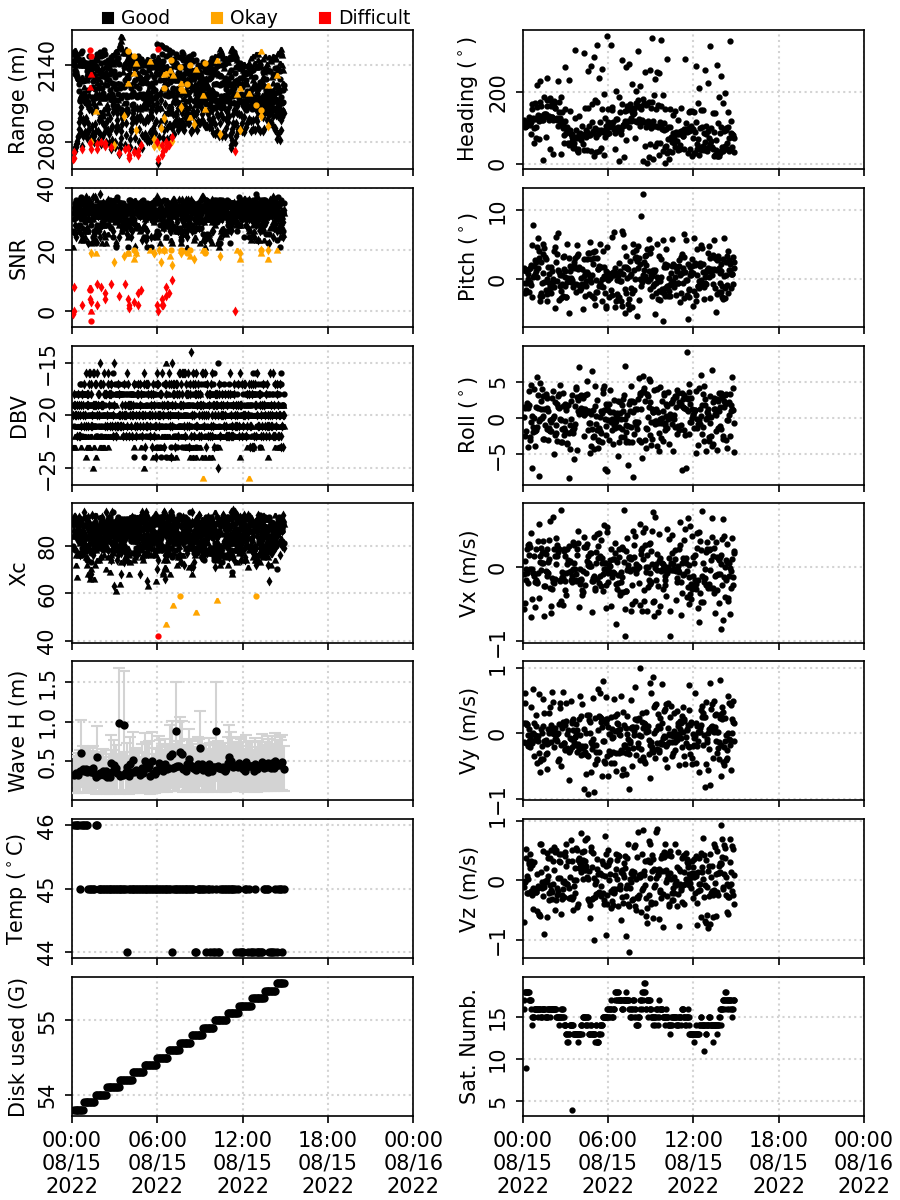 Good Okay Difficult
Range (m)
2140
2080
Heading (°)
200
0
SNR
40
20
0
Pitch (°)
10
0
DBV
−15
−20
−25
Roll (°)
5
0
−5
Xc
80
60
40
Vx (m/s)
0
−1
Wave H (m)
1.5
1.0
0.5
Vy (m/s)
1
0
−1
Temp (°C)
46
45
44
Vz (m/s)
1
0
−1
Disk used (G)
55
54
Sat. Numb.
15
10
5
00:00 06:00 12:00 18:00 00:00
08/15 08/15 08/15 08/15 08/16
2022 2022 2022 2022 2022
00:00 06:00 12:00 18:00 00:00
08/15 08/15 08/15 08/15 08/16
2022 2022 2022 2022 2022